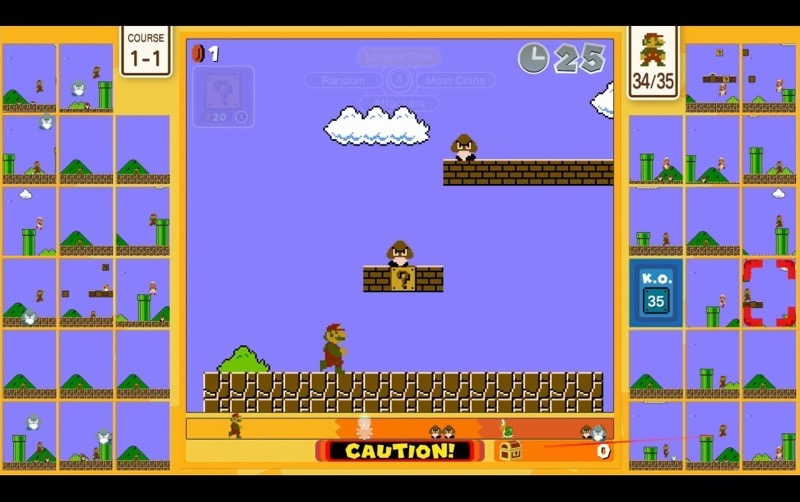 COURSE
1-1
1
Lowest Time
Random
R
Most Coins
?
20
25
34/35
?
K.O.
35
CAUTION!
0